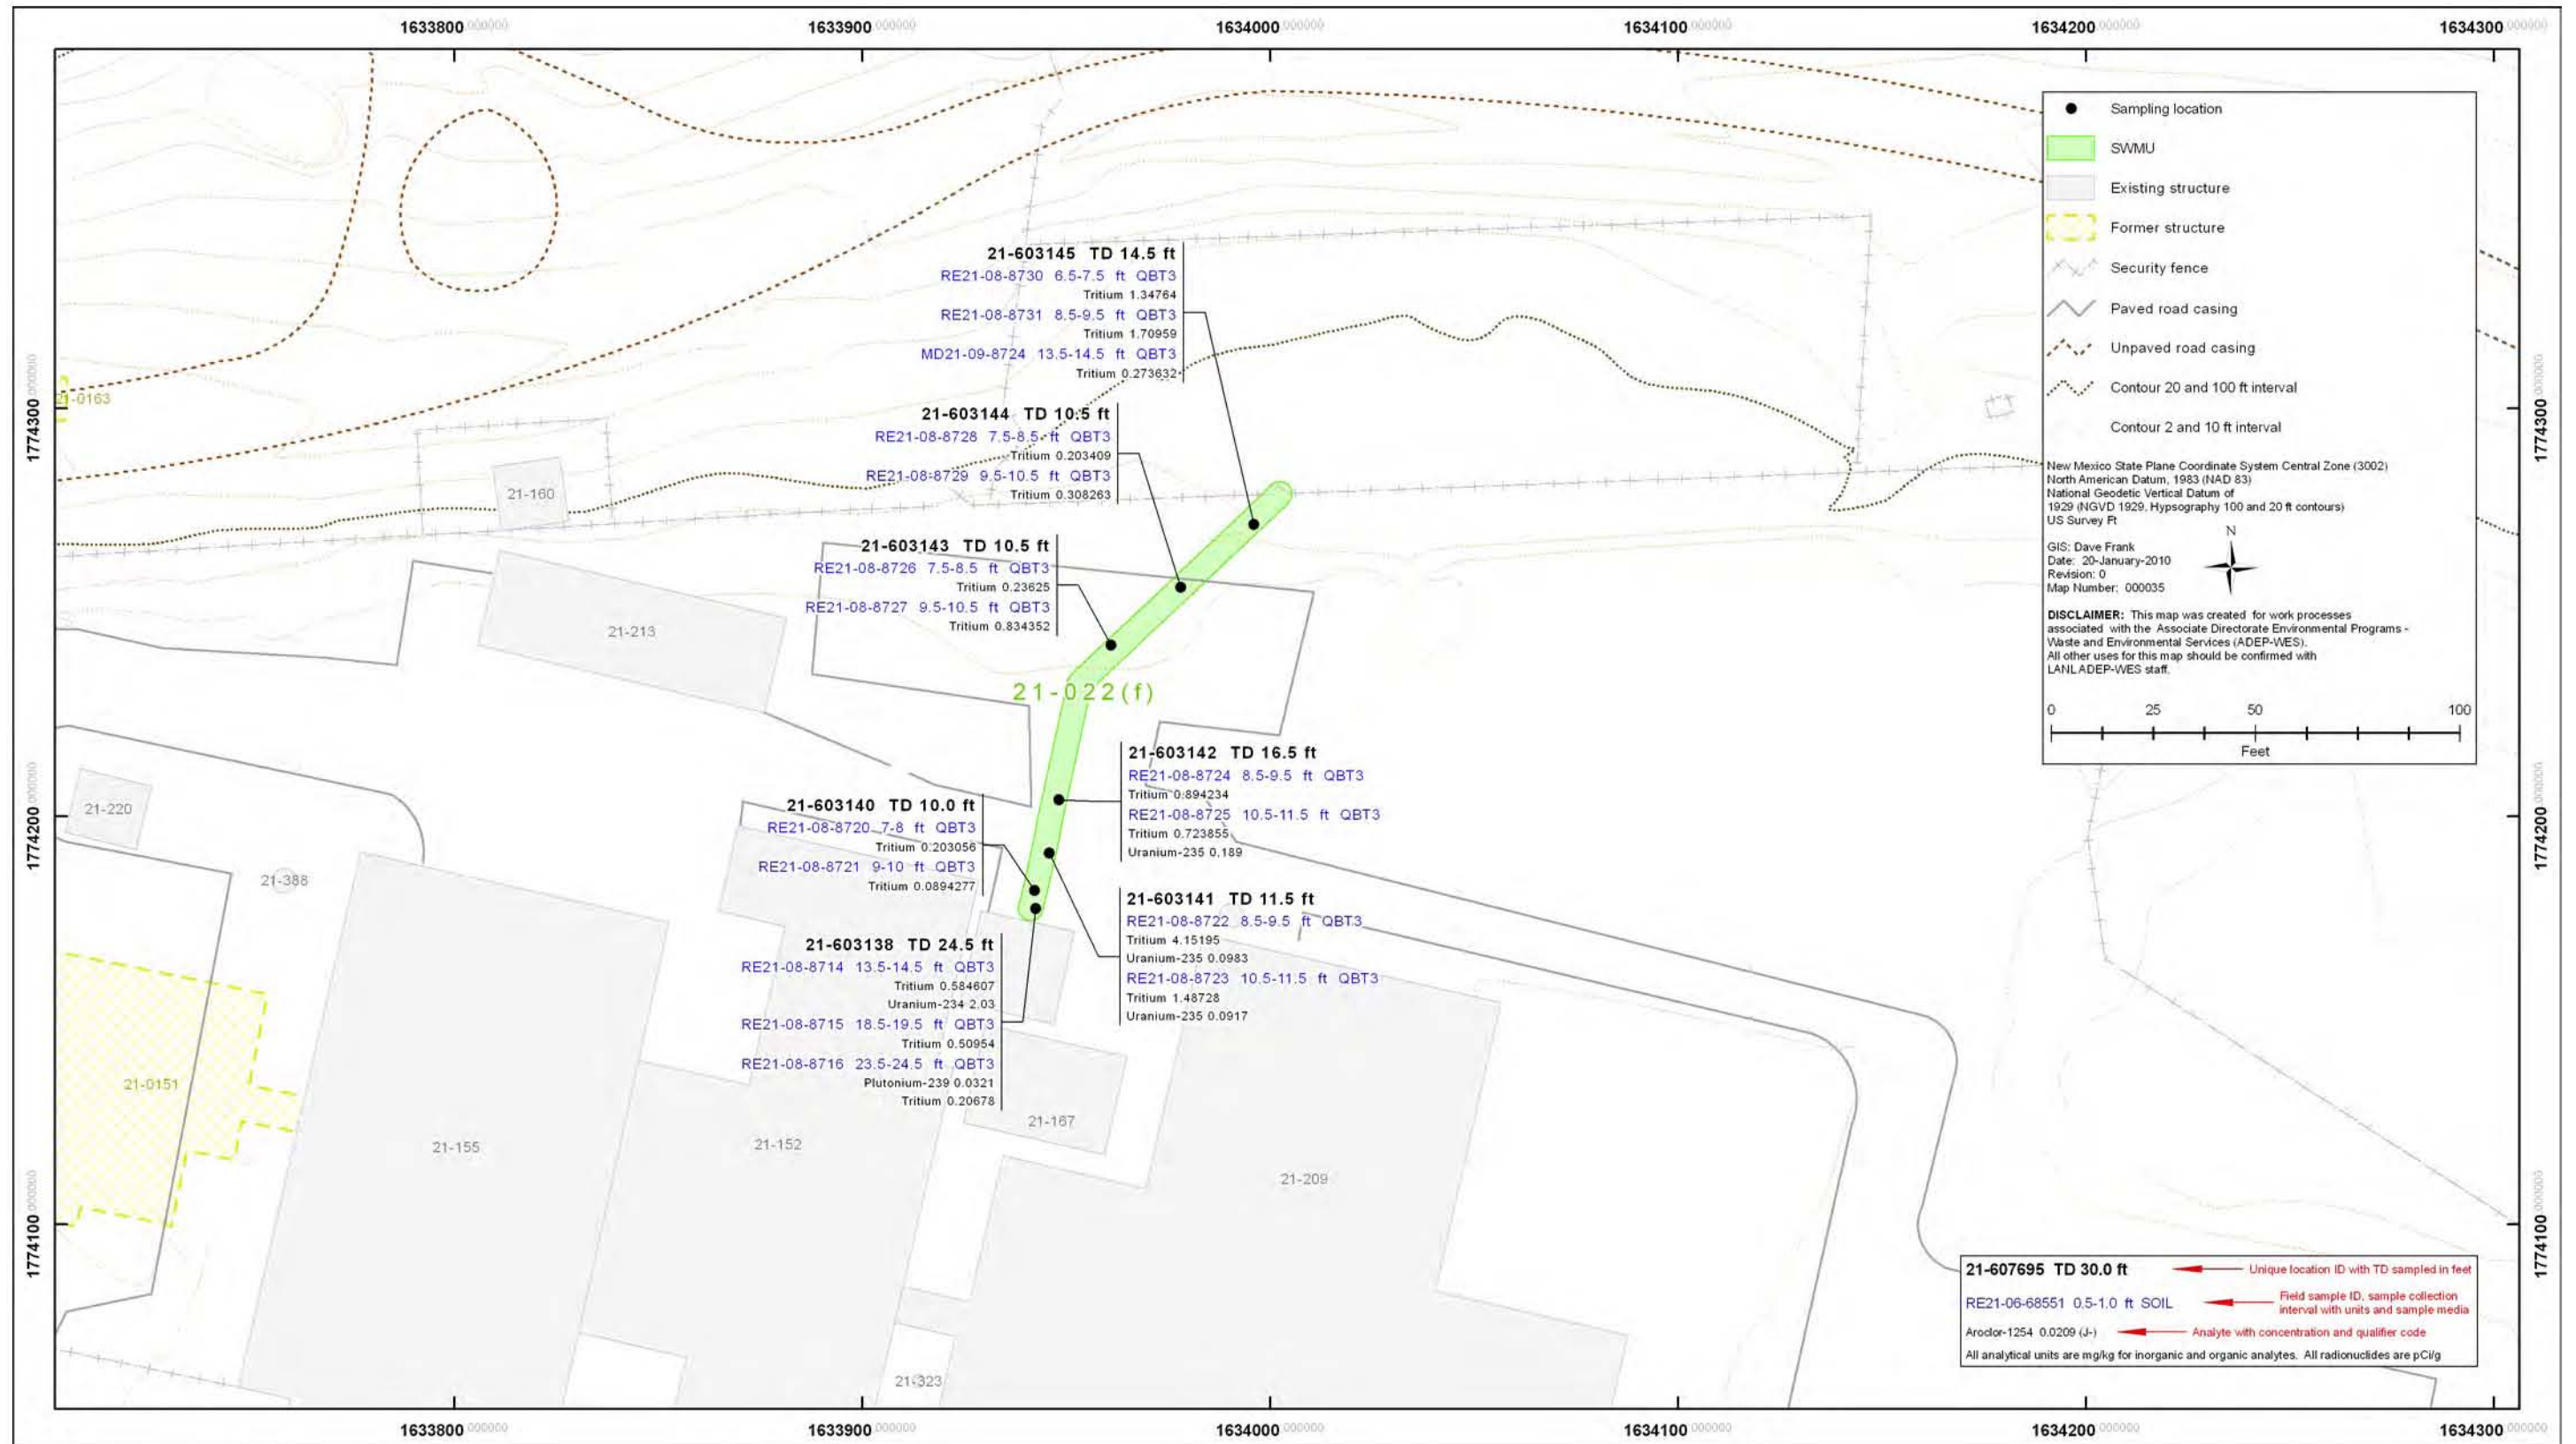 1633800.000000
1633900.000000
1634000.000000
1634100.000000
1634200.000000
1634300.000000
Sampling location
SWMU
Existing structure
Former structure
Security fence
Paved road casing
Unpaved road casing
Contour 20 and 100 ft interval
Contour 2 and 10 ft interval
New Mexico State Plane Coordinate System Central Zone (3002)
North American Datum, 1983 (NAD 83)
National Geodetic Vertical Datum of
1929 (NGVD 1929, Hypsography 100 and 20 ft contours)
US Survey Ft
N
GIS: Dave Frank
Date: 20-January-2010
Revision: 0
Map Number: 000035
DISCLAIMER: This map was created for work processes
associated with the Associate Directorate Environmental Programs -
Waste and Environmental Services (ADEP-WES).
All other uses for this map should be confirmed with
LANL ADEP-WES staff.
0 25 50 100
Feet
21-603145 TD 14.5 ft
RE21-08-8730 6.5-7.5 ft QBT3
Tritium 1.34764
RE21-08-8731 8.5-9.5 ft QBT3
Tritium 1.70959
MD21-09-8724 13.5-14.5 ft QBT3
Tritium 0.273632
21-603144 TD 10.5 ft
RE21-08-8728 7.5-8.5 ft QBT3
Tritium 0.203409
RE21-08-8729 9.5-10.5 ft QBT3
Tritium 0.308263
21-603143 TD 10.5 ft
RE21-08-8726 7.5-8.5 ft QBT3
Tritium 0.23625
RE21-08-8727 9.5-10.5 ft QBT3
Tritium 0.834352
21-022(f)
21-603142 TD 16.5 ft
RE21-08-8724 8.5-9.5 ft QBT3
Tritium 0.894234
RE21-08-8725 10.5-11.5 ft QBT3
Tritium 0.723855
Uranium-235 0.189
21-603140 TD 10.0 ft
RE21-08-8720 7-8 ft QBT3
Tritium 0.203056
RE21-08-8721 9-10 ft QBT3
Tritium 0.0894277
21-603141 TD 11.5 ft
RE21-08-8722 8.5-9.5 ft QBT3
Tritium 4.15195
Uranium-235 0.0983
RE21-08-8723 10.5-11.5 ft QBT3
Tritium 1.48728
Uranium-235 0.0917
21-603138 TD 24.5 ft
RE21-08-8714 13.5-14.5 ft QBT3
Tritium 0.584607
Uranium-234 2.03
RE21-08-8715 18.5-19.5 ft QBT3
Tritium 0.50954
RE21-08-8716 23.5-24.5 ft QBT3
Plutonium-239 0.0321
Tritium 0.20678
21-0163
21-160
21-213
21-220
21-388
21-0151
21-155
21-152
21-167
21-209
21-323
1774300.000000
1774200.000000
1774100.000000
1774300.000000
1774200.000000
1774100.000000
21-607695 TD 30.0 ft
Unique location ID with TD sampled in feet
RE21-06-68551 0.5-1.0 ft SOIL
Field sample ID, sample collection
interval with units and sample media
Aroclor-1254 0.0209 (J-)
Analyte with concentration and qualifier code
All analytical units are mg/kg for inorganic and organic analytes. All radionuclides are pCi/g
1633800.000000
1633900.000000
1634000.000000
1634100.000000
1634200.000000
1634300.000000